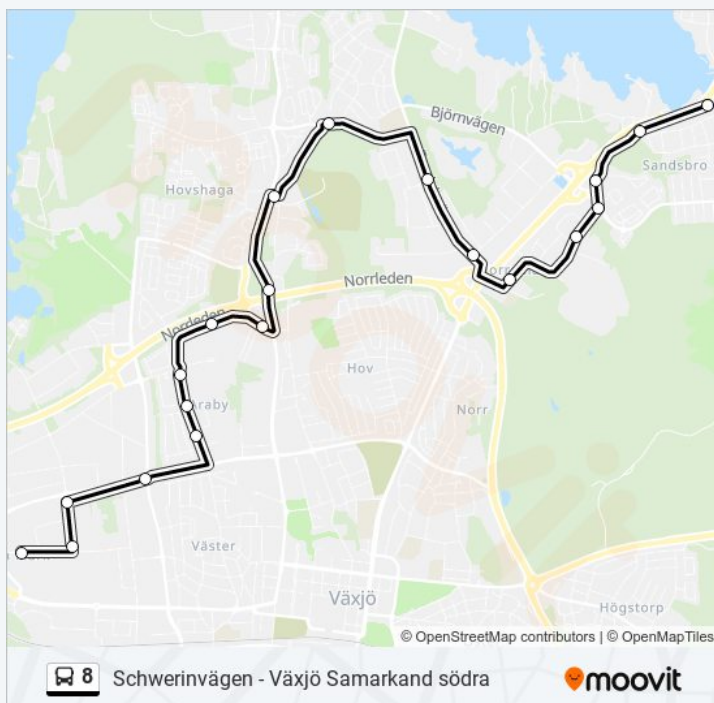 Björnvägen
Sandsbro
Hovshaga
Norrleden
Norrleden
Hov
Araby
Norr
Väster
Växjö
Högstorp
© OpenStreetMap contributors | © OpenMapTiles
8 Schwerinvägen - Växjö Samarkand södra
moovit